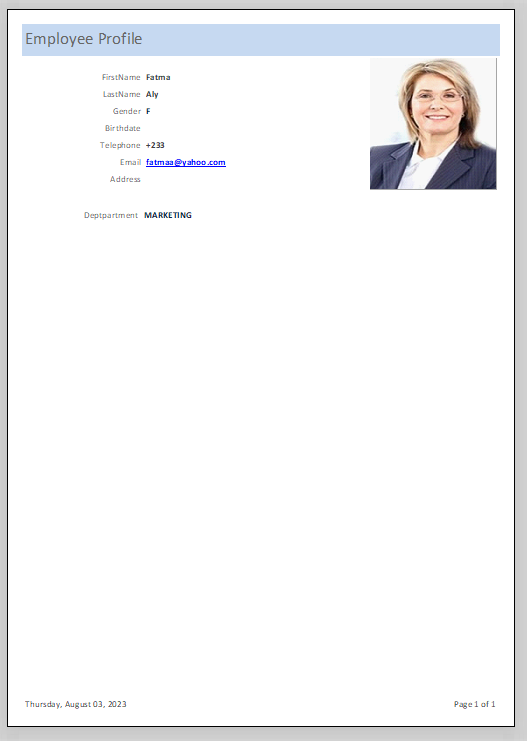 Employee Profile
FirstName Fatma
LastName Aly
Gender F
Birthdate
Telephone +233
Email fatmaa@yahoo.com
Address
Deptpartment MARKETING
Thursday, August 03, 2023 Page 1 of 1